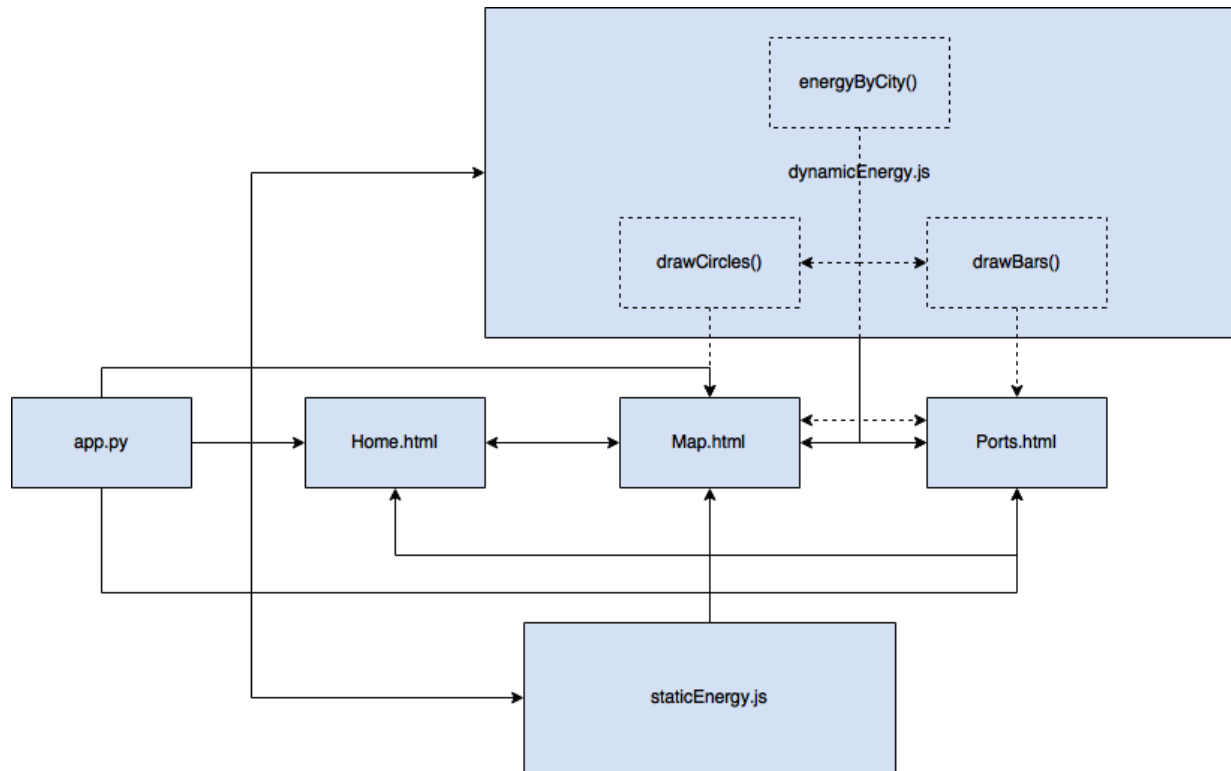 energyByCity()
dynamicEnergy.js
drawCircles()
drawBars()
app.py
Home.html
Map.html
Ports.html
staticEnergy.js